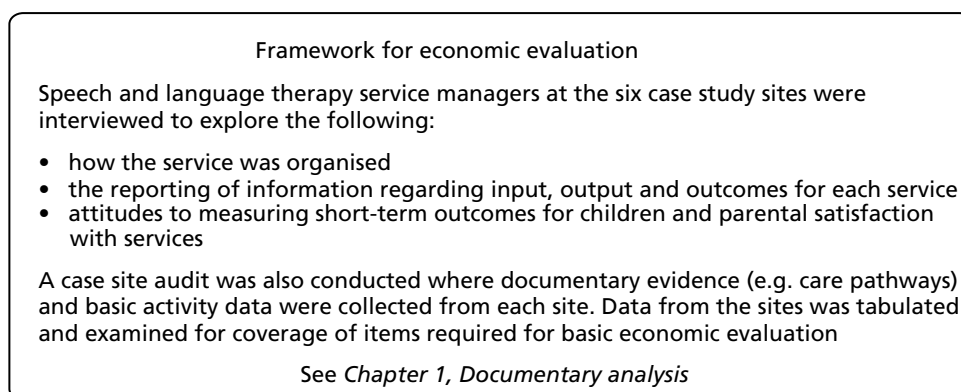 Framework for economic evaluation
Speech and language therapy service managers at the six case study sites were
interviewed to explore the following:
• how the service was organised
• the reporting of information regarding input, output and outcomes for each service
• attitudes to measuring short-term outcomes for children and parental satisfaction
with services
A case site audit was also conducted where documentary evidence (e.g. care pathways)
and basic activity data were collected from each site. Data from the sites was tabulated
and examined for coverage of items required for basic economic evaluation
See Chapter 1, Documentary analysis